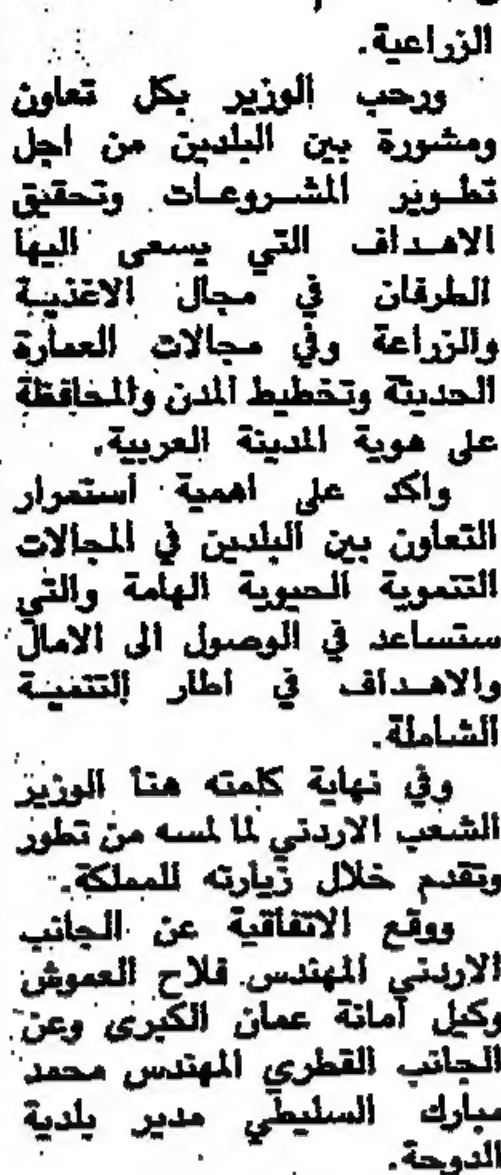 الزراعية.
ورحب الوزير بكل تعاون
ومشورة بين البلدين من اجل
تطوير المشروعات وتحقيق
الاهداف التي يسعى اليها
الطرفان في مجال الاغذية
والزراعة وفي مجالات العمارة
الحديثة وتخطيط المدن والمحافظة
على هوية المدينة العربية.
واكد على اهمية استمرار
التعاون بين البلدين في المجالات
التنموية الحيوية الهامة والتي
ستساعد في الوصول الى الامال
والاهداف في اطار التنمية
الشاملة.
وفي نهاية كلمته هنأ الوزير
الشعب الاردني لما لمسه من تطور
وتقدم خلال زيارته للمملكة.
ووقع الاتفاقية عن الجانب
الاردني المهندس فلاح العموش
وكيل أمانة عمان الكبرى وعن
الجانب القطري المهندس محمد
مبارك السليطي مدير بلدية
الدوحة.